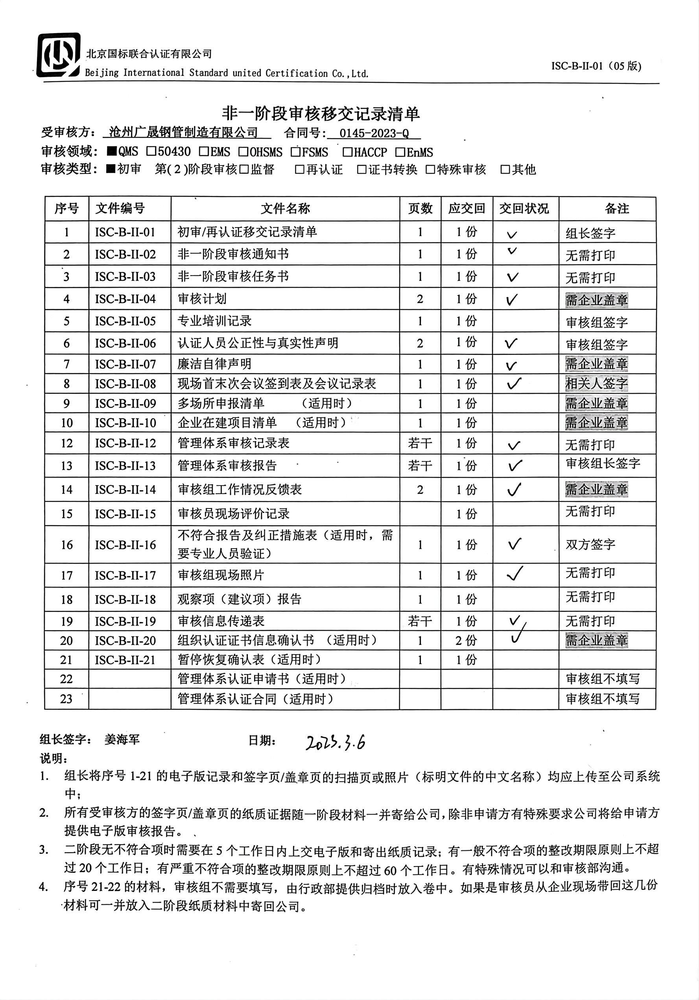 北京国标联合认证有限公司
Beijing International Standard united Certification Co.,Ltd.
ISC-B-II-01（05 版)
非一阶段审核移交记录清单
受审核方： 沧州广晟钢管制造有限公司 合同号： 0145-2023-Q
审核领域：■QMS □50430 □EMS □OHSMS □FSMS □HACCP □EnMS
审核类型：■初审 第(2)阶段审核□监督 □再认证 □证书转换 □特殊审核 □其他
序号 文件编号 文件名称 页数 应交回 交回状况 备注
1 ISC-B-II-01 初审/再认证移交记录清单 1 1 份 ✓ 组长签字
2 ISC-B-II-02 非一阶段审核通知书 1 1 份 ✓ 无需打印
3 ISC-B-II-03 非一阶段审核任务书 1 1 份 ✓ 无需打印
4 ISC-B-II-04 审核计划 2 1 份 ✓ 需企业盖章
5 ISC-B-II-05 专业培训记录 1 1 份 审核组签字
6 ISC-B-II-06 认证人员公正性与真实性声明 2 1 份 ✓ 审核组签字
7 ISC-B-II-07 廉洁自律声明 1 1 份 ✓ 需企业盖章
8 ISC-B-II-08 现场首末次会议签到表及会议记录表 1 1 份 ✓ 相关人签字
9 ISC-B-II-09 多场所申报清单 （适用时） 1 1 份 需企业盖章
10 ISC-B-II-10 企业在建项目清单 （适用时） 1 1 份 需企业盖章
12 ISC-B-II-12 管理体系审核记录表 若干 1 份 ✓ 无需打印
13 ISC-B-II-13 管理体系审核报告 若干 1 份 ✓ 审核组长签字
14 ISC-B-II-14 审核组工作情况反馈表 2 1 份 ✓ 需企业盖章
15 ISC-B-II-15 审核员现场评价记录 1 份 无需打印
16 ISC-B-II-16 不符合报告及纠正措施表（适用时，需
要专业人员验证） 1 1 份 ✓ 双方签字
17 ISC-B-II-17 审核组现场照片 1 1 份 ✓ 无需打印
18 ISC-B-II-18 观察项（建议项）报告 1 1 份 无需打印
19 ISC-B-II-19 审核信息传递表 若干 1 份 ✓ 无需打印
20 ISC-B-II-20 组织认证证书信息确认书 （适用时） 1 2 份 ✓ 需企业盖章
21 ISC-B-II-21 暂停恢复确认表（适用时） 1 1 份
22 管理体系认证申请书（适用时） 审核组不填写
23 管理体系认证合同（适用时） 审核组不填写
组长签字： 姜海军 日期： 2023.3.6
说明：
1. 组长将序号 1-21 的电子版记录和签字页/盖章页的扫描页或照片（标明文件的中文名称）均应上传至公司系统
中；
2. 所有受审核方的签字页/盖章页的纸质证据随一阶段材料一并寄给公司，除非申请方有特殊要求公司将给申请方
提供电子版审核报告。、
3. 二阶段无不符合项时需要在 5 个工作日内上交电子版和寄出纸质记录；有一般不符合项的整改期限原则上不超
过 20 个工作日；有严重不符合项的整改期限原则上不超过 60 个工作日。有特殊情况可以和审核部沟通。
4. 序号 21-22 的材料，审核组不需要填写，由行政部提供归档时放入卷中。如果是审核员从企业现场带回这几份
材料可一并放入二阶段纸质材料中寄回公司。